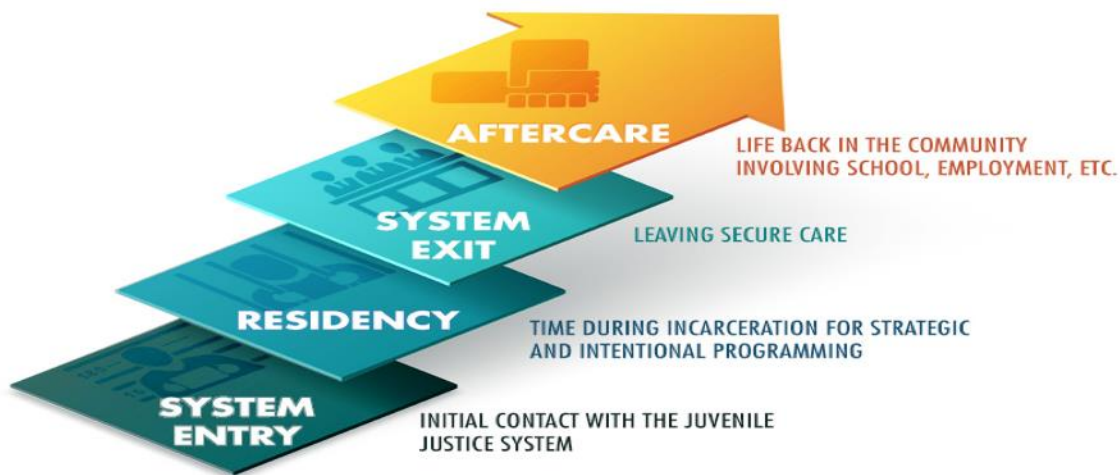 AFTERCARE
LIFE BACK IN THE COMMUNITY
INVOLVING SCHOOL, EMPLOYMENT, ETC.
SYSTEM
EXIT
LEAVING SECURE CARE
RESIDENCY
TIME DURING INCARCERATION FOR STRATEGIC
AND INTENTIONAL PROGRAMMING
SYSTEM
ENTRY
INITIAL CONTACT WITH THE JUVENILE
JUSTICE SYSTEM